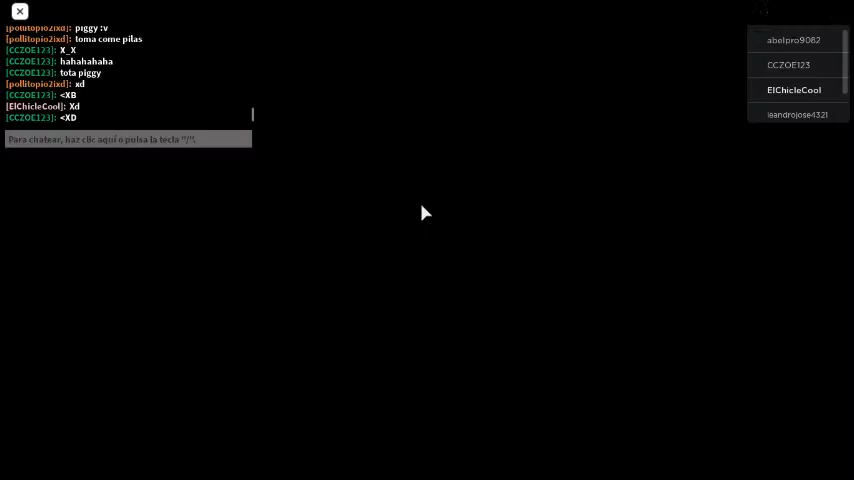 [pollitopio2ixd]: piggy :v
[pollitopio2ixd]: toma come pilas
[CCZOE123]: X_X
[CCZOE123]: hahahahaha
[CCZOE123]: tota piggy
[pollitopio2ixd]: xd
[CCZOE123]: <XB
[ElChicleCool]: Xd
[CCZOE123]: <XD
Para chatear, haz clic aquí o pulsa la tecla "/".
abelpro9082
CCZOE123
ElChicleCool
leandrojose4321